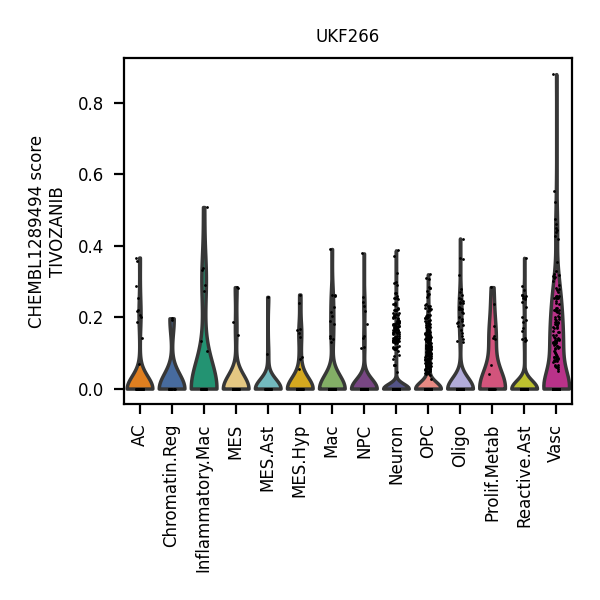 UKF266
CHEMBL1289494 score
TIVOZANIB
0.8
0.6
0.4
0.2
0.0
AC
Chromatin.Reg
Inflammatory.Mac
MES
MES.Ast
MES.Hyp
Mac
NPC
Neuron
OPC
Oligo
Prolif.Metab
Reactive.Ast
Vasc